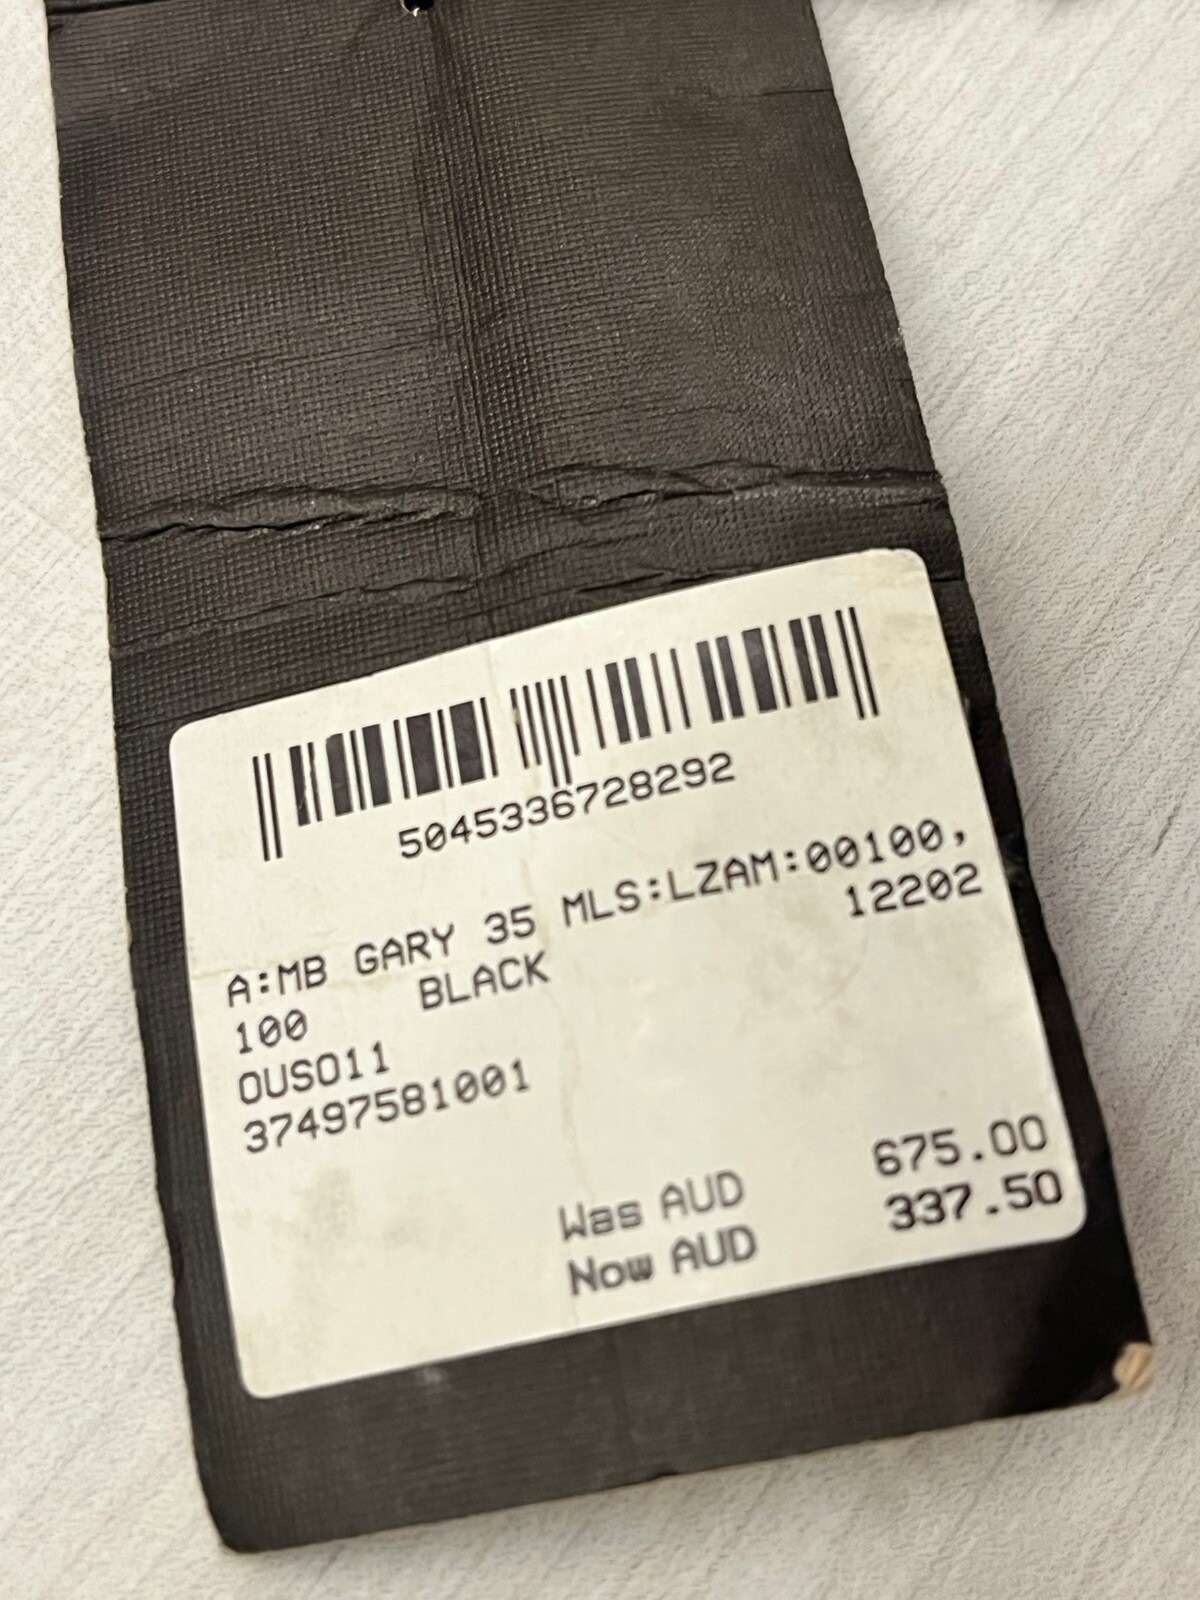 5045336728292
A:MB GARY 35 MLS:LZAM:00100,
12202
100 BLACK
OUSO11
37497581001
Was AUD 675.00
Now AUD 337.50